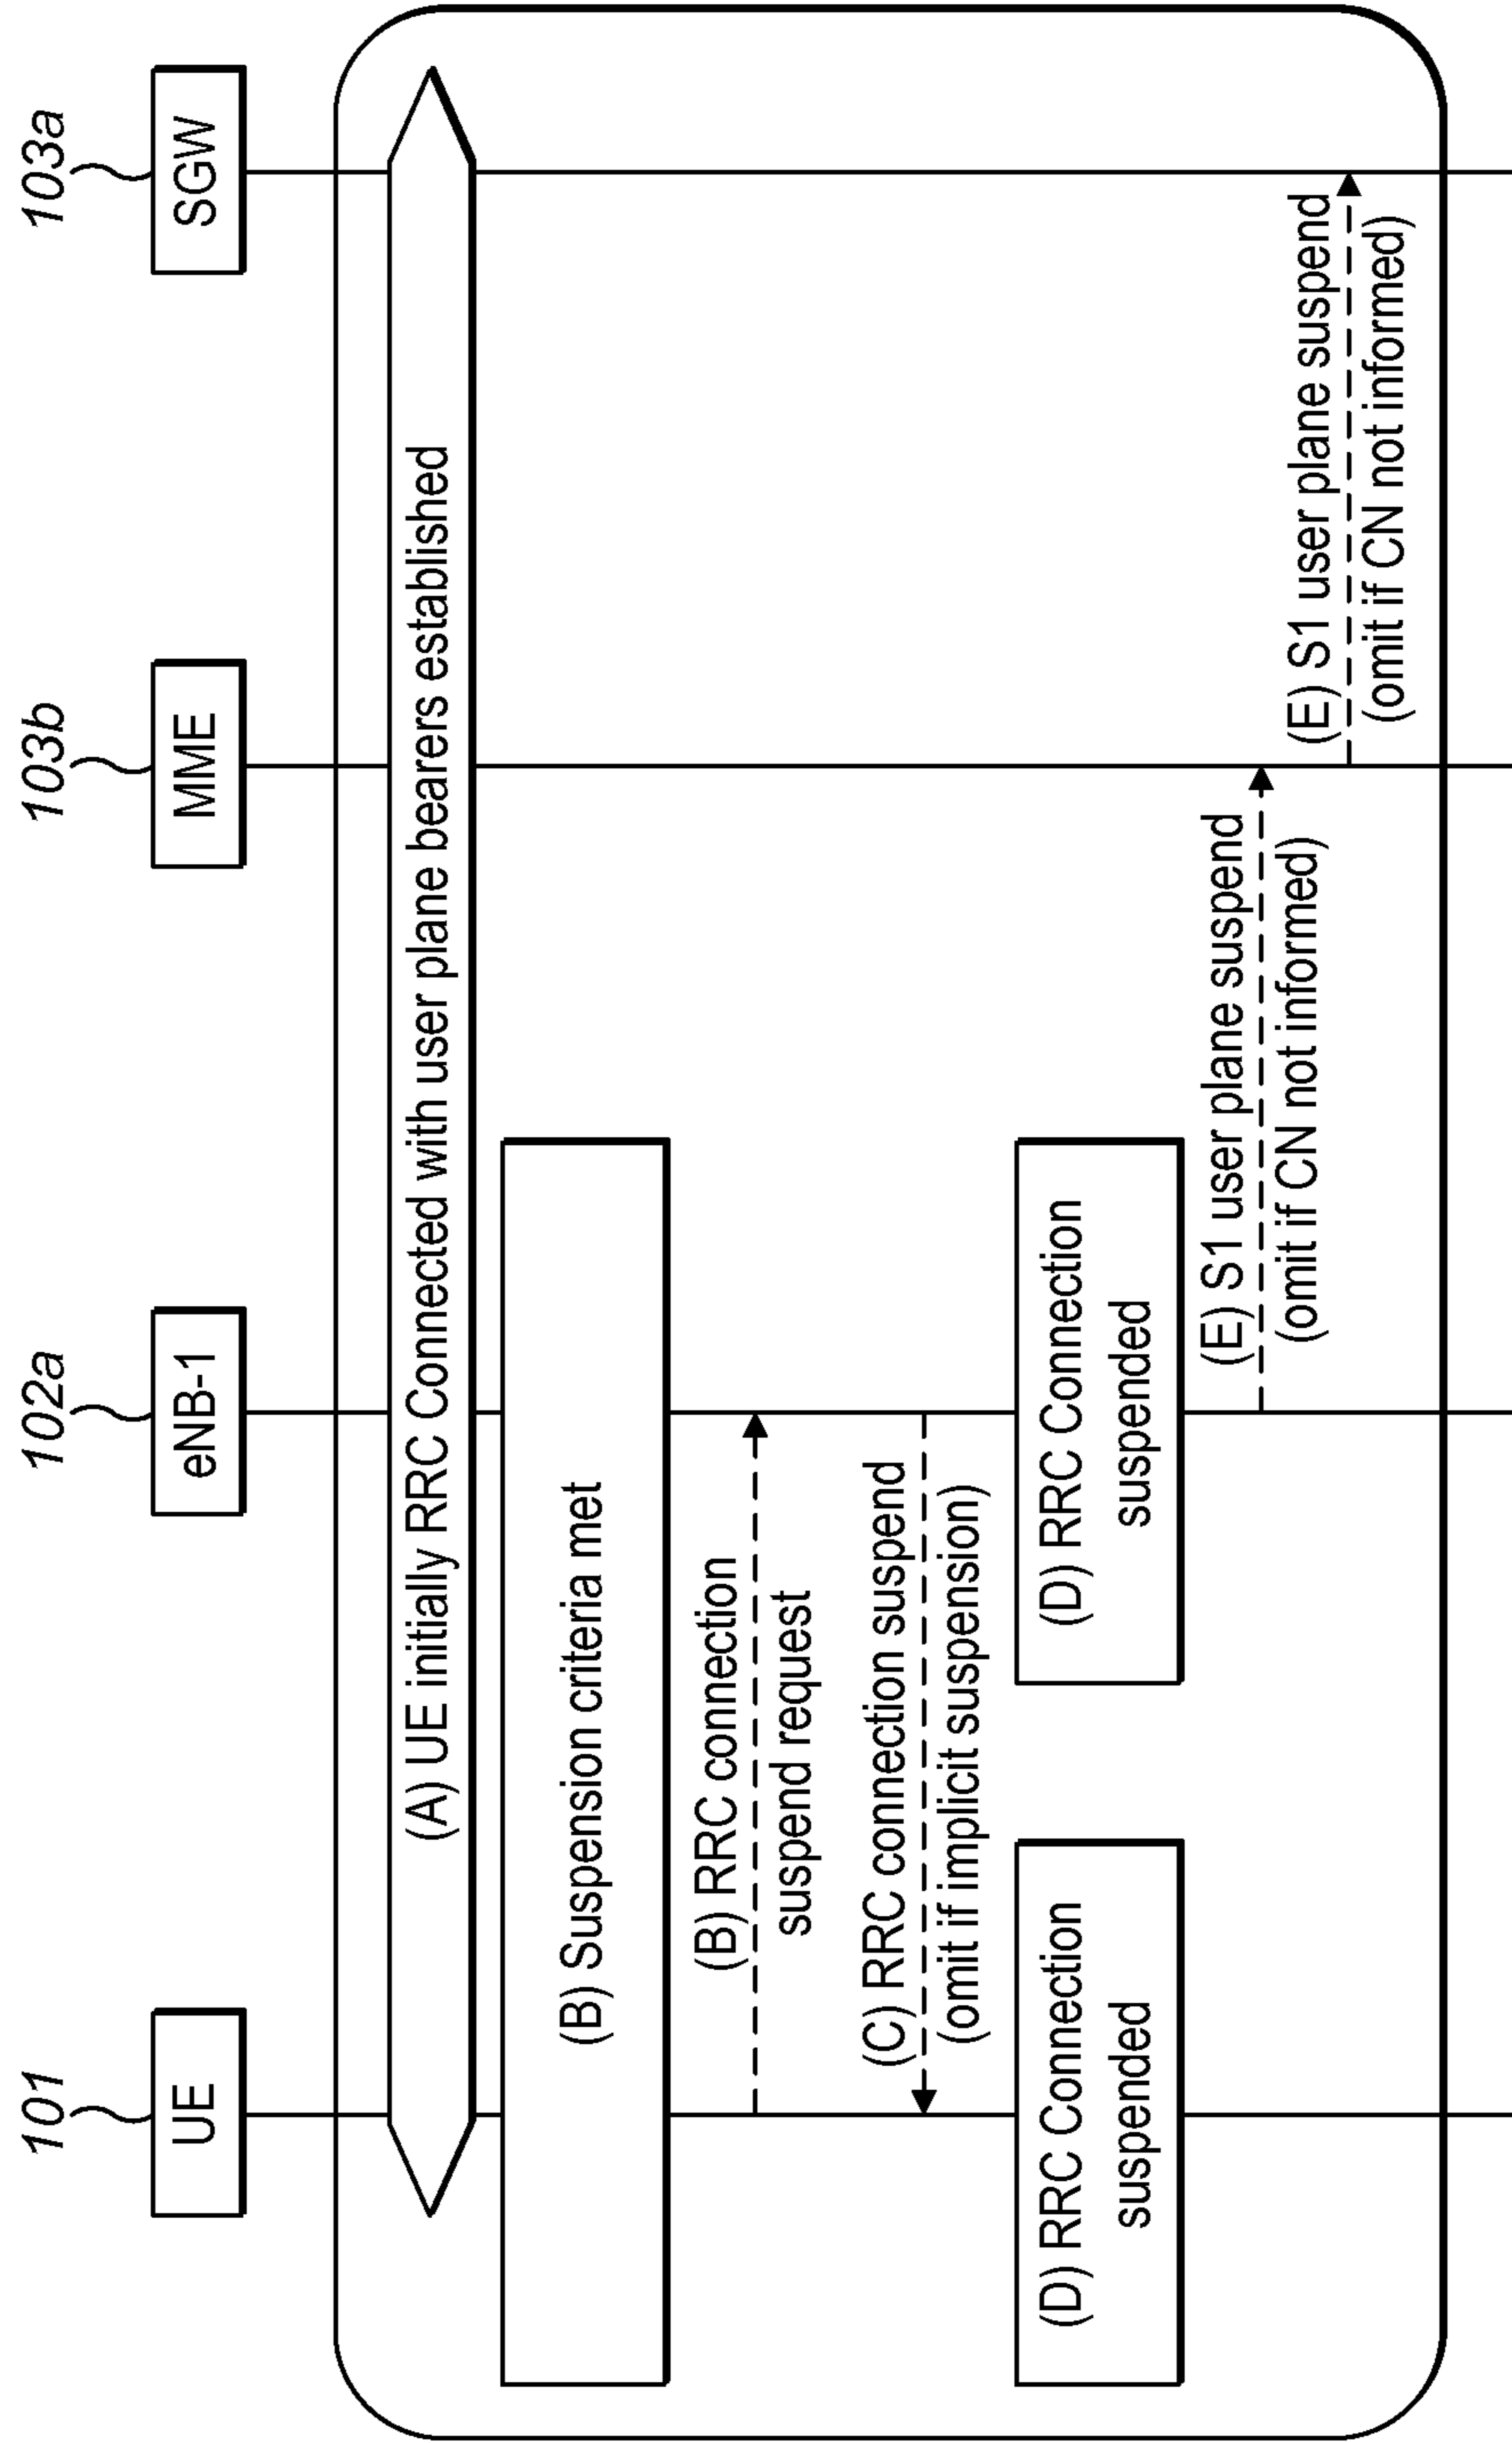 101
102a
103b
103a
UE
eNB-1
MME
SGW
(A) UE initially RRC Connected with user plane bearers established
(B) Suspension criteria met
(B) RRC connection
suspend request
(C) RRC connection suspend
(omit if implicit suspension)
(D) RRC Connection
suspended
(D) RRC Connection
suspended
(E) S1 user plane suspend
(omit if CN not informed)
(E) S1 user plane suspend
(omit if CN not informed)